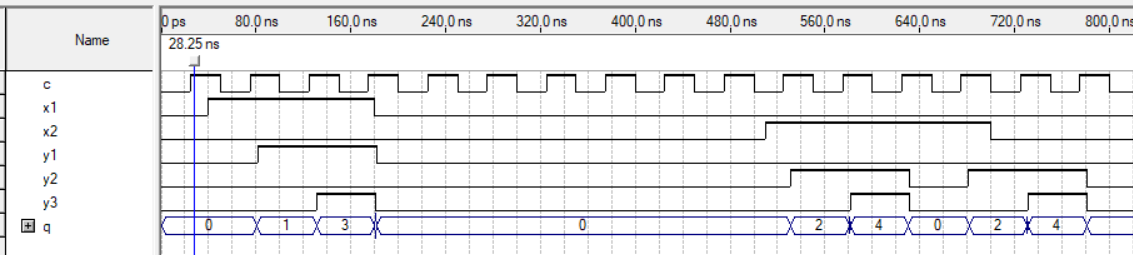 Name
0 ps 80.0 ns 160.0 ns 240.0 ns 320.0 ns 400.0 ns 480.0 ns 560.0 ns 640.0 ns 720.0 ns 800.0 ns
28.25 ns
c
x1
x2
y1
y2
y3
q 0 1 3 0 2 4 0 2 4